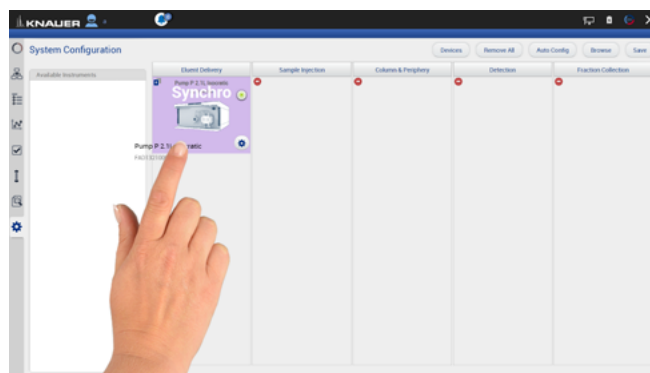 KNAUER
System Configuration
Devices Remove All Auto Config Browse Save
Available Instruments
Eluent Delivery Sample Injection Column & Periphery Detection Fraction Collection
Pump P 2.1L Isocratic
Synchro
Pump P 2.1L